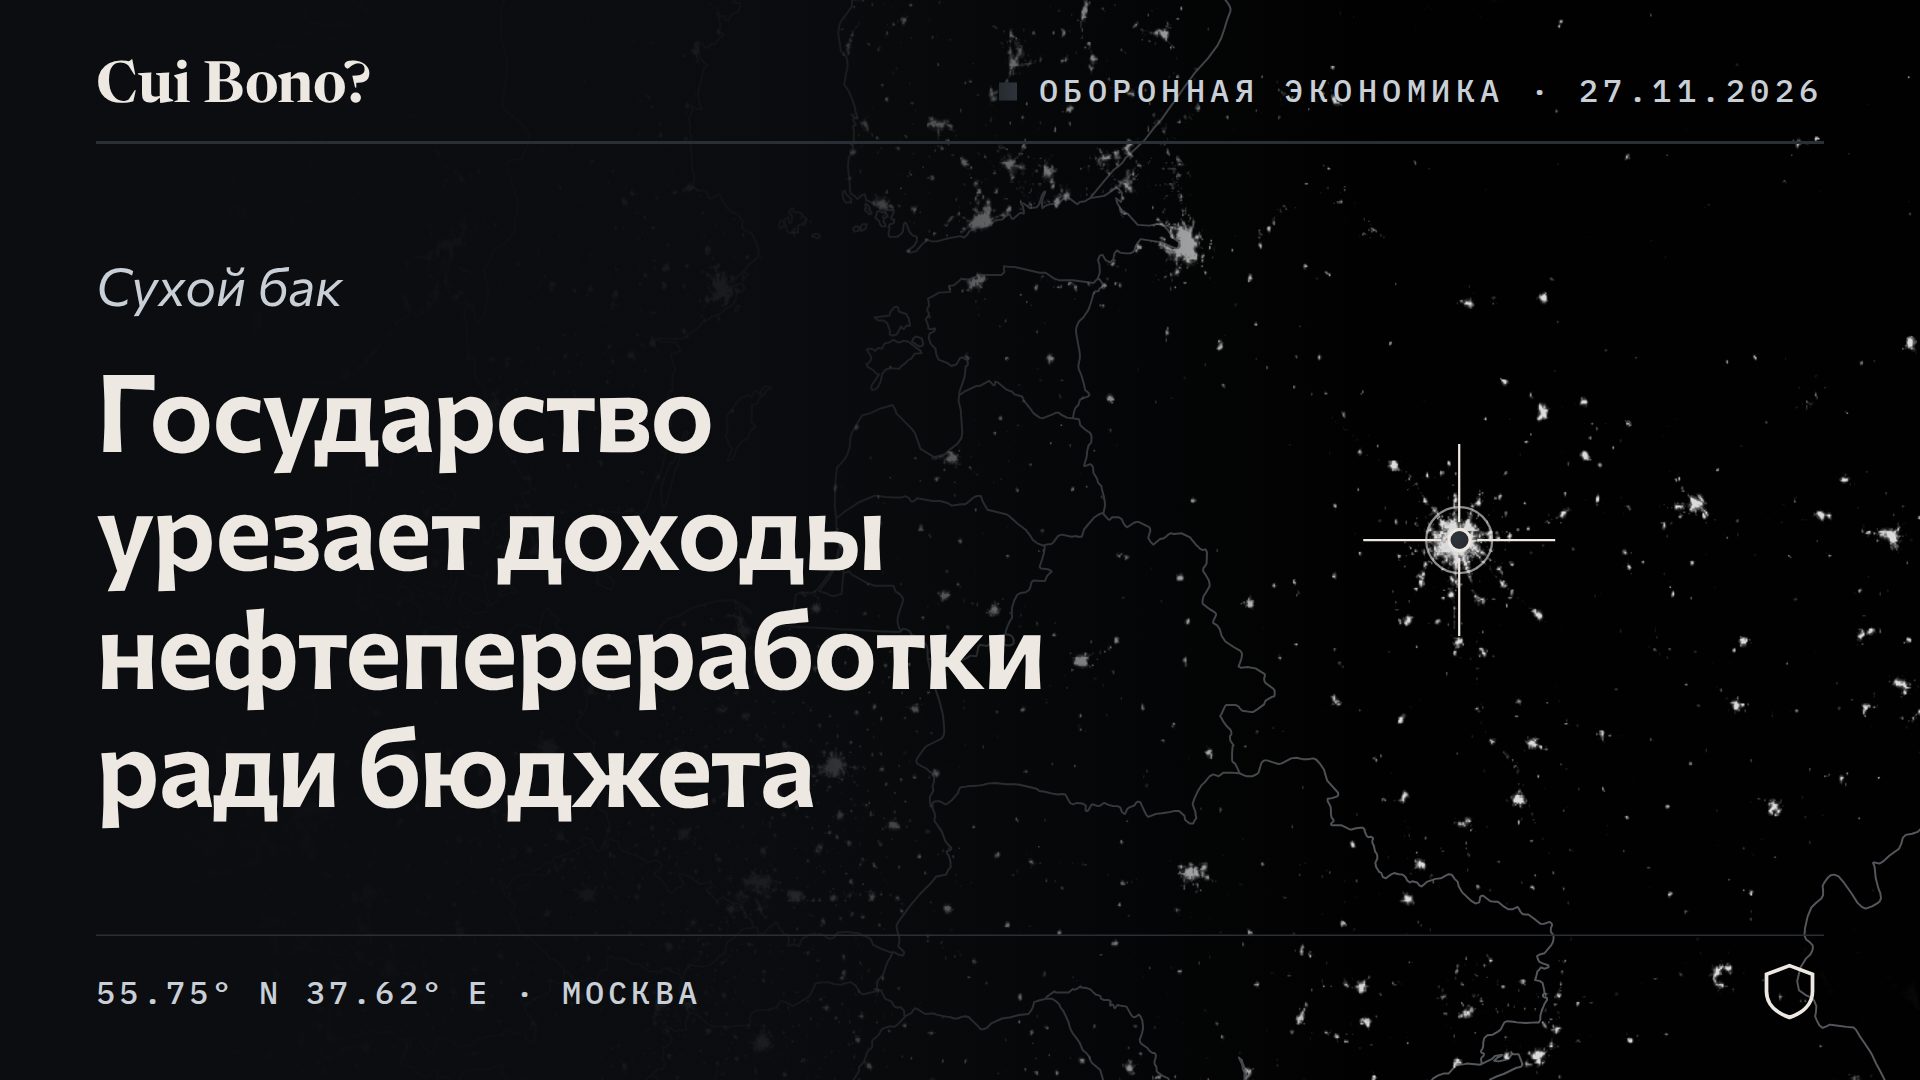 Cui Bono?
ОБОРОННАЯ ЭКОНОМИКА · 27.11.2026
Сухой бак
Государство
урезает доходы
нефтепереработки
ради бюджета
55.75° N 37.62° E · МОСКВА